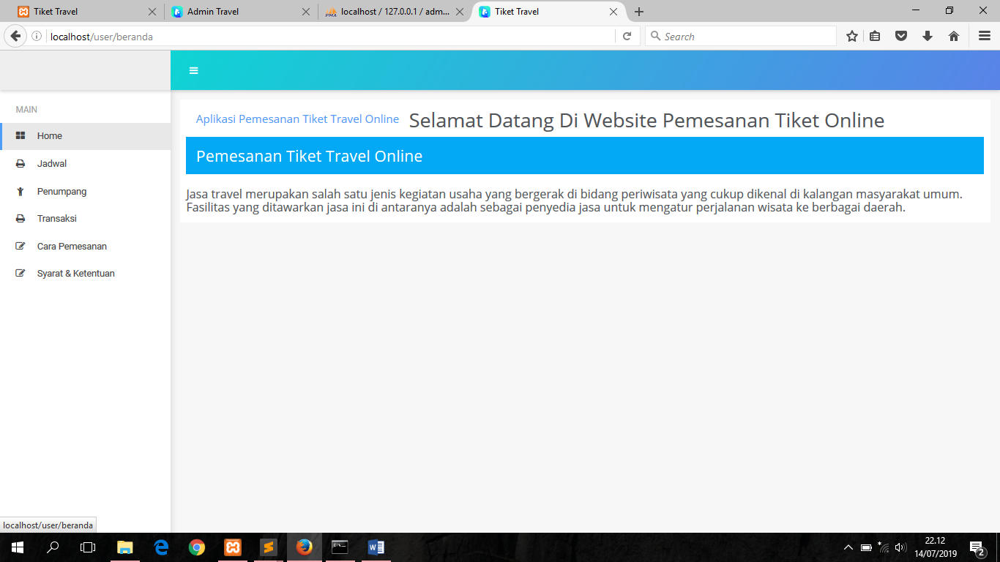 Tiket Travel
Admin Travel
localhost / 127.0.0.1 / adm...
Tiket Travel
localhost/user/beranda
Search
MAIN
Home
Jadwal
Penumpang
Transaksi
Cara Pemesanan
Syarat & Ketentuan
Aplikasi Pemesanan Tiket Travel Online
Selamat Datang Di Website Pemesanan Tiket Online
Pemesanan Tiket Travel Online
Jasa travel merupakan salah satu jenis kegiatan usaha yang bergerak di bidang periwisata yang cukup dikenal di kalangan masyarakat umum.
Fasilitas yang ditawarkan jasa ini di antaranya adalah sebagai penyedia jasa untuk mengatur perjalanan wisata ke berbagai daerah.
localhost/user/beranda
22.12
14/07/2019
2